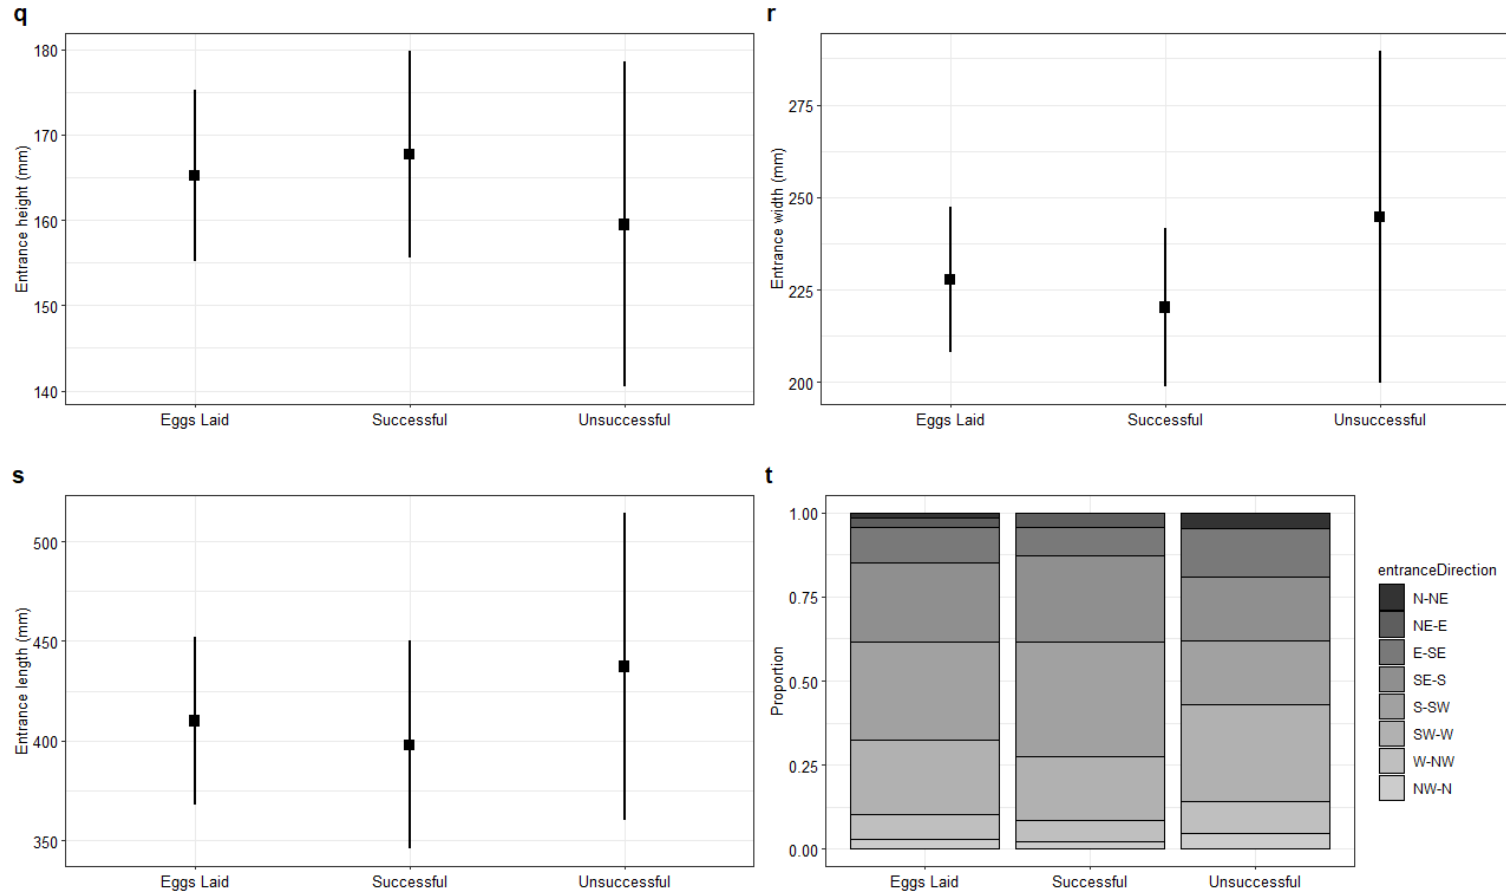 q
Entrance height (mm)
180
170
160
150
140
Eggs Laid Successful Unsuccessful
r
Entrance width (mm)
275
250
225
200
Eggs Laid Successful Unsuccessful
s
Entrance length (mm)
500
450
400
350
Eggs Laid Successful Unsuccessful
t
Proportion
1.00
0.75
0.50
0.25
0.00
Eggs Laid Successful Unsuccessful
entranceDirection
N-NE
NE-E
E-SE
SE-S
S-SW
SW-W
W-NW
NW-N